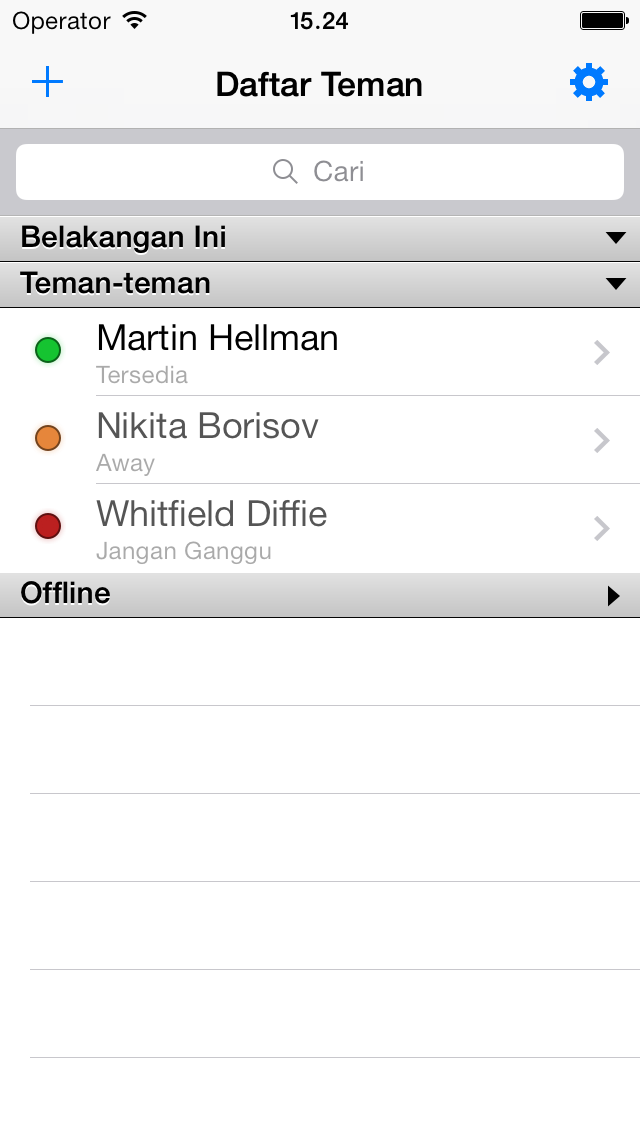 Operator 15.24
Daftar Teman
Cari
Belakangan Ini
Teman-teman
Martin Hellman
Tersedia
Nikita Borisov
Away
Whitfield Diffie
Jangan Ganggu
Offline